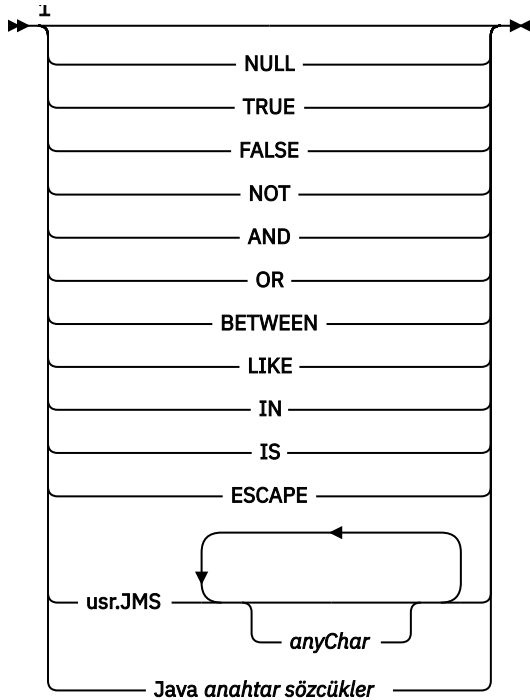 1
NULL
TRUE
FALSE
NOT
AND
OR
BETWEEN
LIKE
IN
IS
ESCAPE
usr.JMS
anyChar
Java anahtar sözcükler